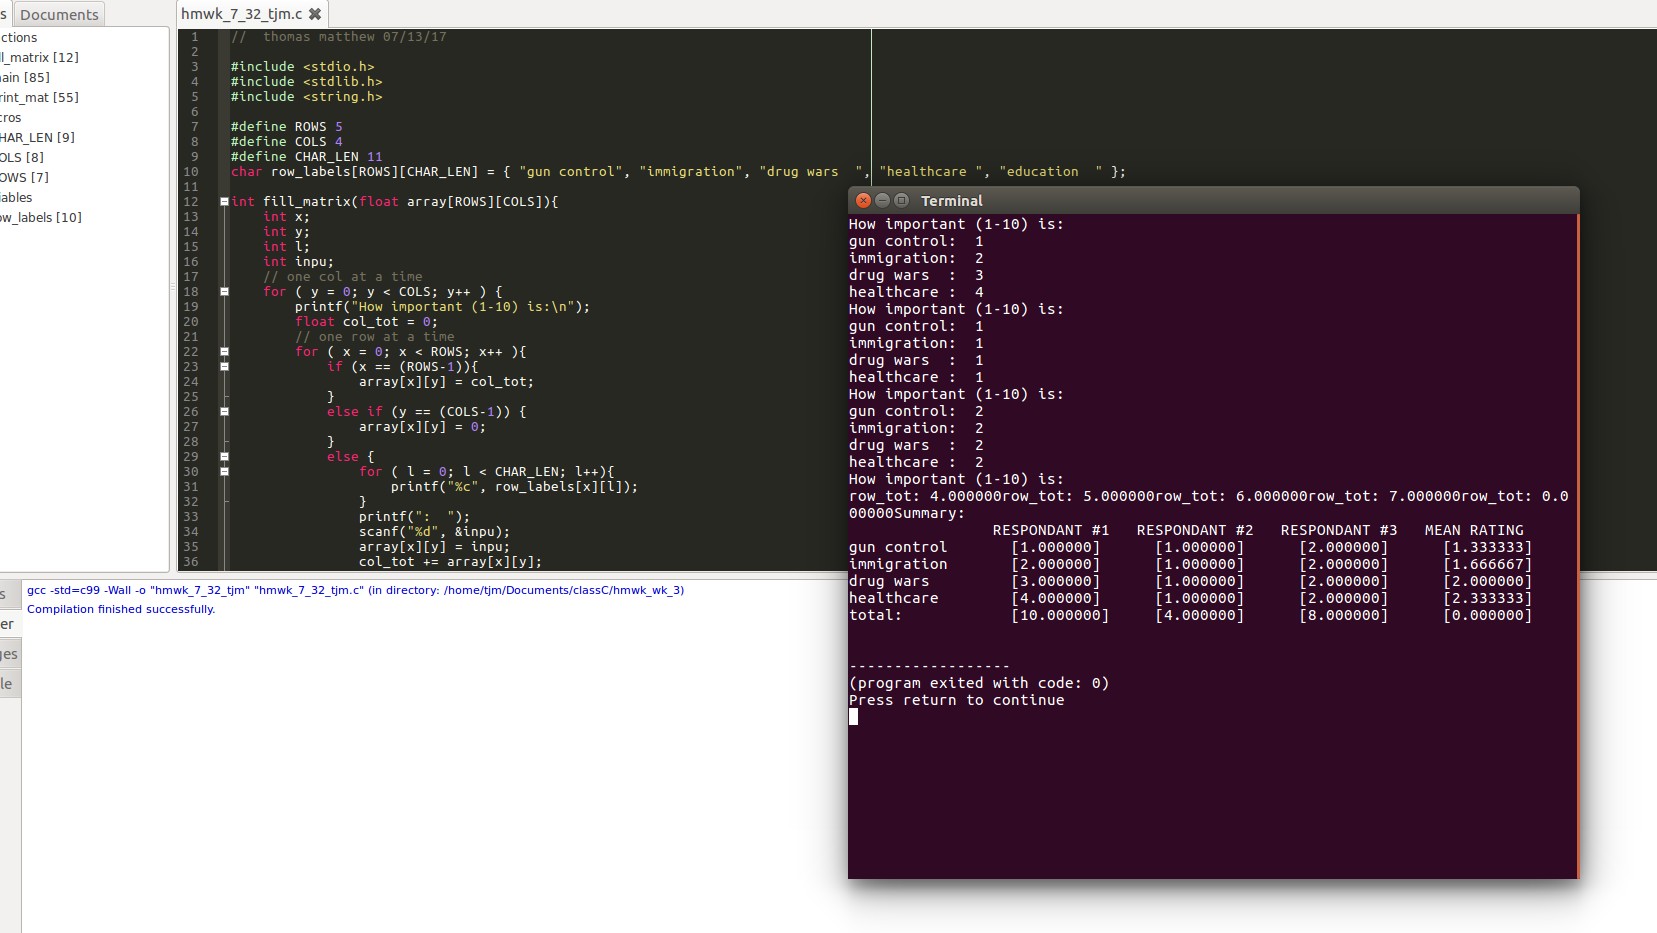 s Documents
ctions
ll_matrix [12]
ain [85]
rint_mat [55]
cros
HAR_LEN [9]
OLS [8]
OWS [7]
iables
ow_labels [10]
hmwk_7_32_tjm.c
1 //  thomas matthew 07/13/17
2
3 #include <stdio.h>
4 #include <stdlib.h>
5 #include <string.h>
6
7 #define ROWS 5
8 #define COLS 4
9 #define CHAR_LEN 11
10 char row_labels[ROWS][CHAR_LEN] = { "gun control", "immigration", "drug wars  ", "healthcare ", "education  " };
11
12 int fill_matrix(float array[ROWS][COLS]){
13     int x;
14     int y;
15     int l;
16     int inpu;
17     // one col at a time
18     for ( y = 0; y < COLS; y++ ) {
19         printf("How important (1-10) is:\n");
20         float col_tot = 0;
21         // one row at a time
22         for ( x = 0; x < ROWS; x++ ){
23             if (x == (ROWS-1)){
24                 array[x][y] = col_tot;
25             }
26             else if (y == (COLS-1)) {
27                 array[x][y] = 0;
28             }
29             else {
30                 for ( l = 0; l < CHAR_LEN; l++){
31                     printf("%c", row_labels[x][l]);
32                 }
33                 printf(":  ");
34                 scanf("%d", &inpu);
35                 array[x][y] = inpu;
36                 col_tot += array[x][y];
Terminal
How important (1-10) is:
gun control:  1
immigration:  2
drug wars  :  3
healthcare :  4
How important (1-10) is:
gun control:  1
immigration:  1
drug wars  :  1
healthcare :  1
How important (1-10) is:
gun control:  2
immigration:  2
drug wars  :  2
healthcare :  2
How important (1-10) is:
row_tot: 4.000000row_tot: 5.000000row_tot: 6.000000row_tot: 7.000000row_tot: 0.0
00000Summary:
RESPONDANT #1   RESPONDANT #2   RESPONDANT #3   MEAN RATING
gun control       [1.000000]      [1.000000]      [2.000000]      [1.333333]
immigration       [2.000000]      [1.000000]      [2.000000]      [1.666667]
drug wars         [3.000000]      [1.000000]      [2.000000]      [2.000000]
healthcare        [4.000000]      [1.000000]      [2.000000]      [2.333333]
total:            [10.000000]     [4.000000]      [8.000000]      [0.000000]
------------------
(program exited with code: 0)
Press return to continue
s
er
ges
le
gcc -std=c99 -Wall -o "hmwk_7_32_tjm" "hmwk_7_32_tjm.c" (in directory: /home/tjm/Documents/classC/hmwk_wk_3)
Compilation finished successfully.